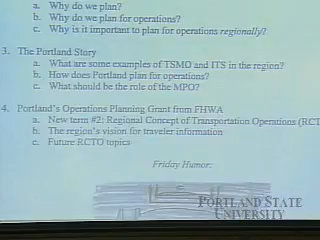 a. Why do we plan?
b. Why do we plan for operations?
c. Why is it important to plan for operations regionally?
3. The Portland Story
a. What are some examples of TSMO and ITS in the region?
b. How does Portland plan for operations?
c. What should be the role of the MPO?
4. Portland's Operations Planning Grant from FHWA
a. New term #2: Regional Concept of Transportation Operations (RCT
b. The region's vision for traveler information
c. Future RCTO topics
Friday Humor:
PORTLAND STATE
UNIVERSITY